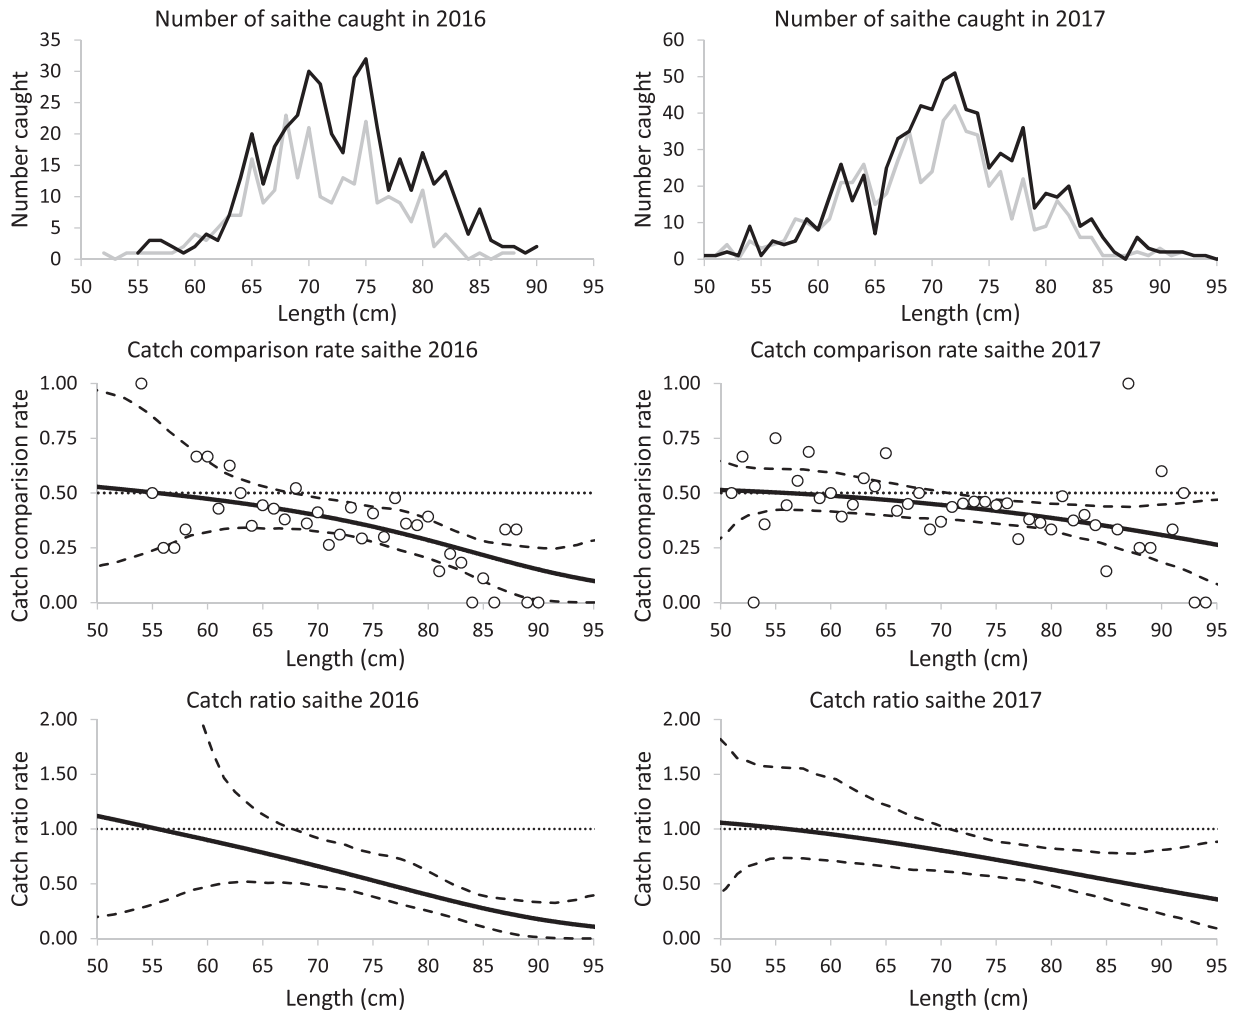 Number of saithe caught in 2016
Number caught
35
30
25
20
15
10
5
0
50 55 60 65 70 75 80 85 90 95
Length (cm)
Number of saithe caught in 2017
Number caught
60
50
40
30
20
10
0
50 55 60 65 70 75 80 85 90 95
Length (cm)
Catch comparison rate saithe 2016
Catch comparison rate
1.00
0.75
0.50
0.25
0.00
50 55 60 65 70 75 80 85 90 95
Length (cm)
Catch comparison rate saithe 2017
Catch comparision rate
1.00
0.75
0.50
0.25
0.00
50 55 60 65 70 75 80 85 90 95
Length (cm)
Catch ratio saithe 2016
Catch ratio rate
2.00
1.50
1.00
0.50
0.00
50 55 60 65 70 75 80 85 90 95
Length (cm)
Catch ratio saithe 2017
Catch ratio rate
2.00
1.50
1.00
0.50
0.00
50 55 60 65 70 75 80 85 90 95
Length (cm)